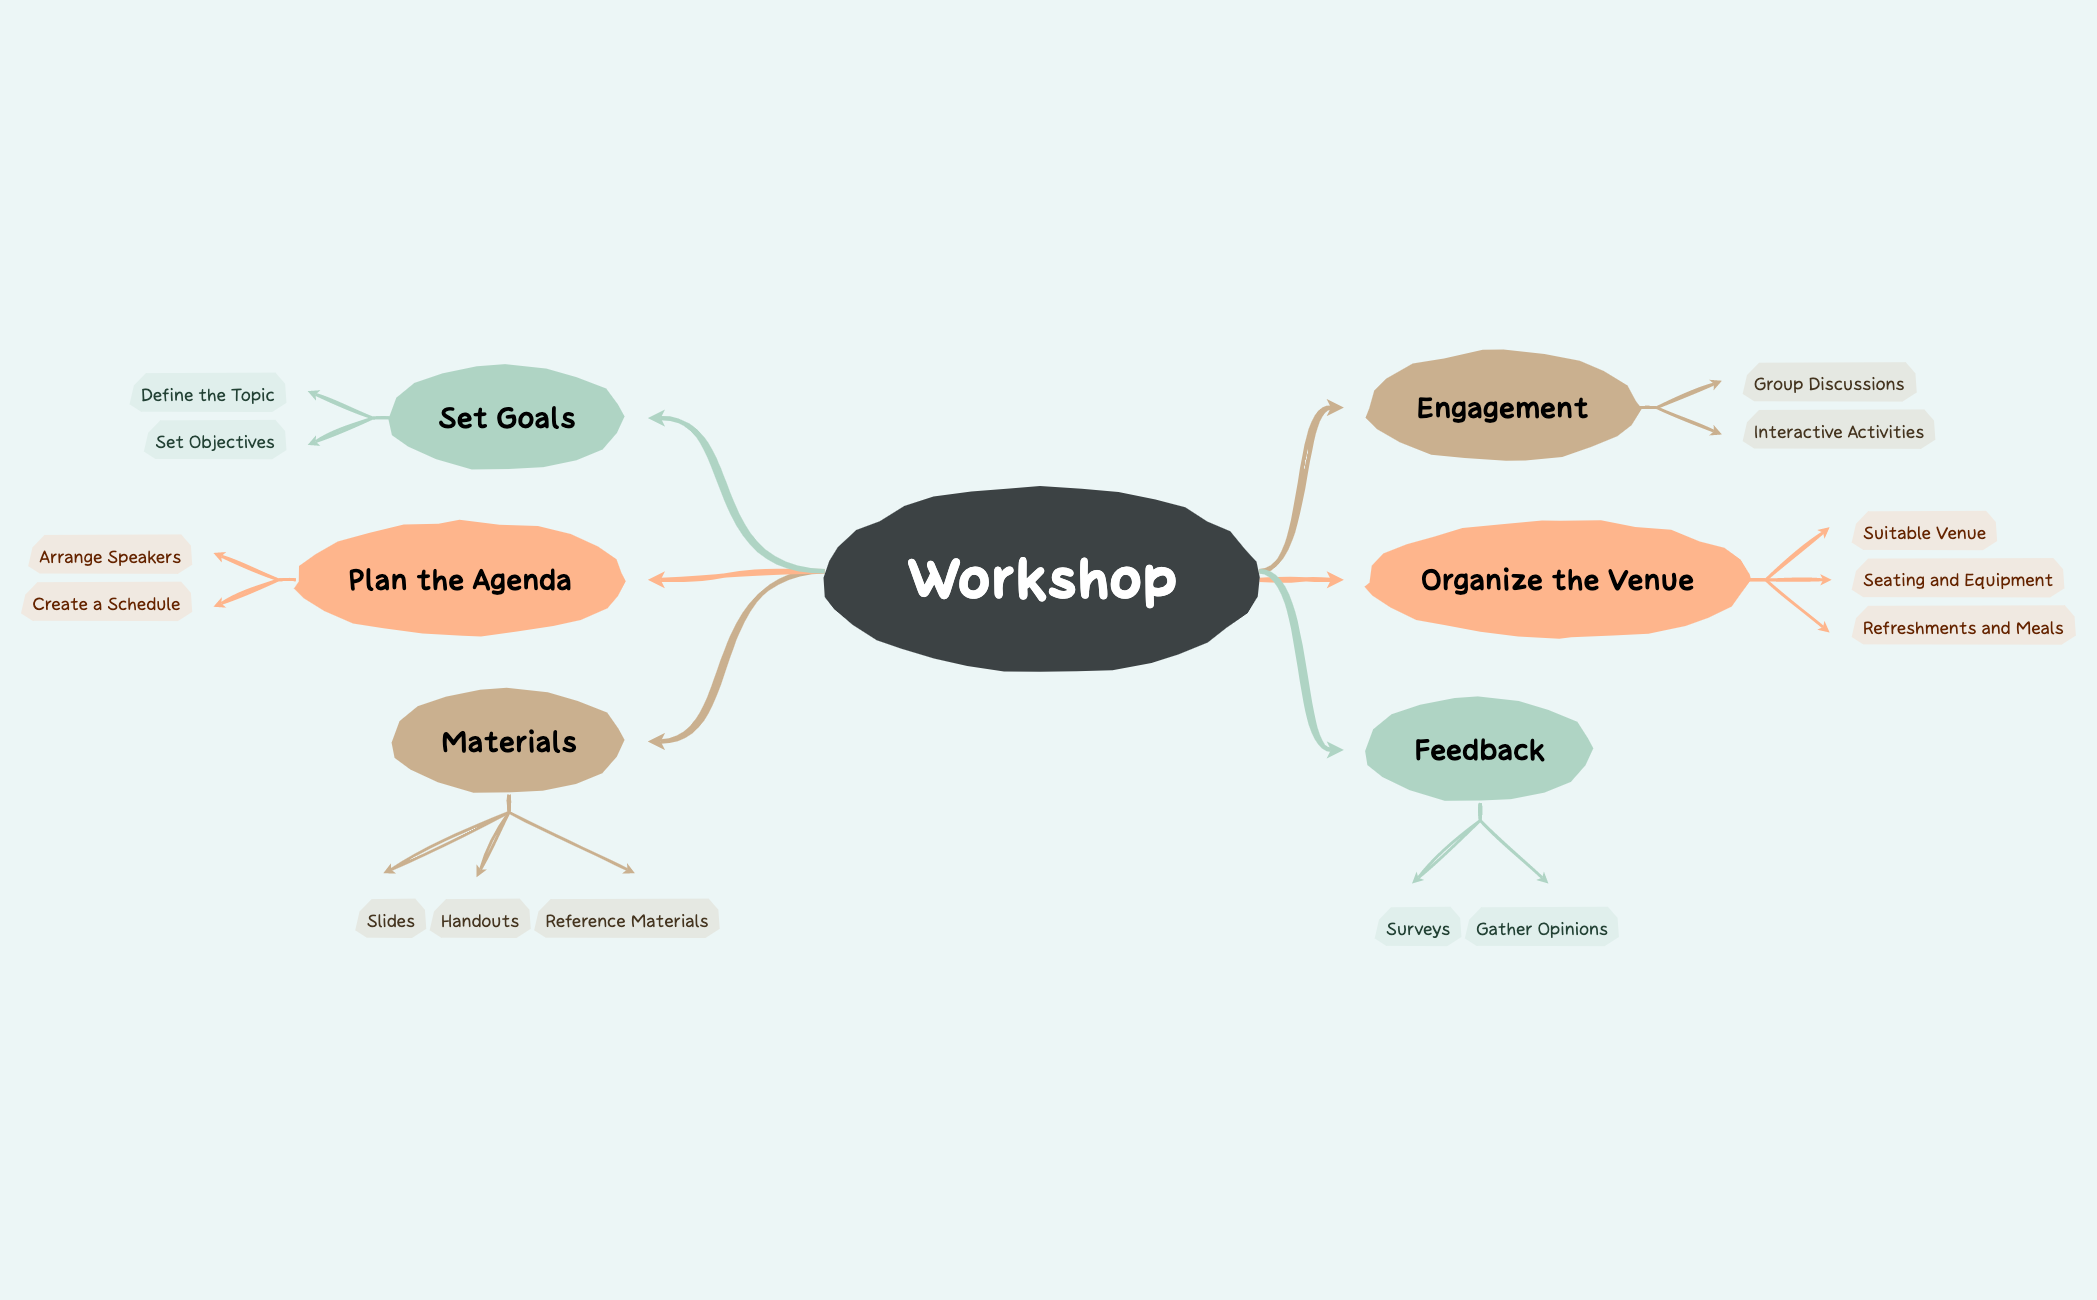 Workshop
Set Goals
Define the Topic
Set Objectives
Plan the Agenda
Arrange Speakers
Create a Schedule
Materials
Slides
Handouts
Reference Materials
Engagement
Group Discussions
Interactive Activities
Organize the Venue
Suitable Venue
Seating and Equipment
Refreshments and Meals
Feedback
Surveys
Gather Opinions